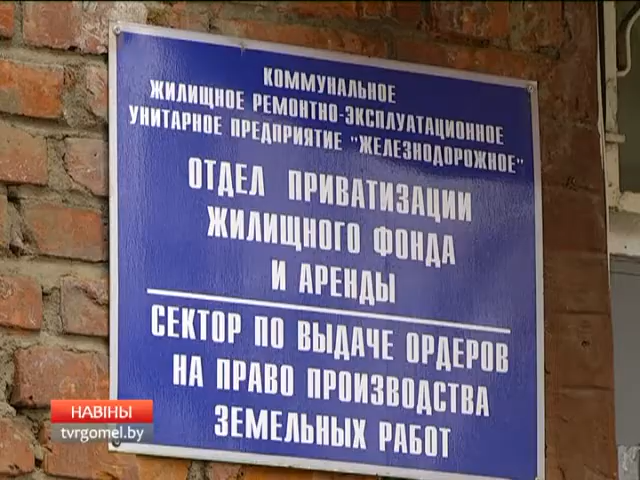 КОММУНАЛЬНОЕ
ЖИЛИЩНОЕ РЕМОНТНО-ЭКСПЛУАТАЦИОННОЕ
УНИТАРНОЕ ПРЕДПРИЯТИЕ "ЖЕЛЕЗНОДОРОЖНОЕ"
ОТДЕЛ ПРИВАТИЗАЦИИ
ЖИЛИЩНОГО ФОНДА
И АРЕНДЫ
СЕКТОР ПО ВЫДАЧЕ ОРДЕРОВ
НА ПРАВО ПРОИЗВОДСТВА
ЗЕМЕЛЬНЫХ РАБОТ
НАВІНЫ
tvrgomel.by